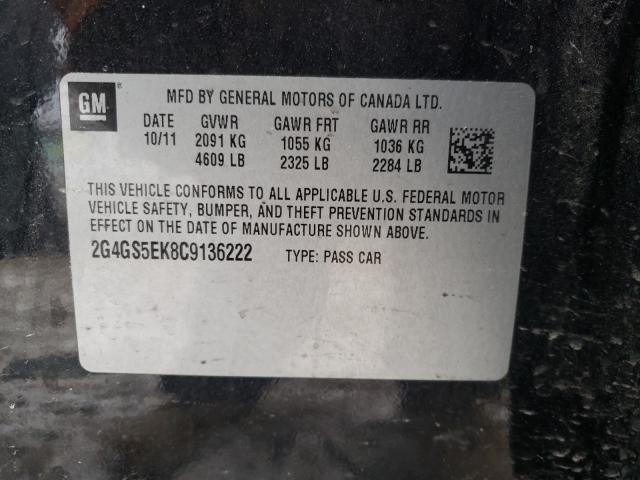 GM®
MFD BY GENERAL MOTORS OF CANADA LTD.
DATE GVWR GAWR FRT GAWR RR
10/11 2091 KG 1055 KG 1036 KG
4609 LB 2325 LB 2284 LB
THIS VEHICLE CONFORMS TO ALL APPLICABLE U.S. FEDERAL MOTOR
VEHICLE SAFETY, BUMPER, AND THEFT PREVENTION STANDARDS IN
EFFECT ON THE DATE OF MANUFACTURE SHOWN ABOVE.
2G4GS5EK8C9136222 TYPE: PASS CAR